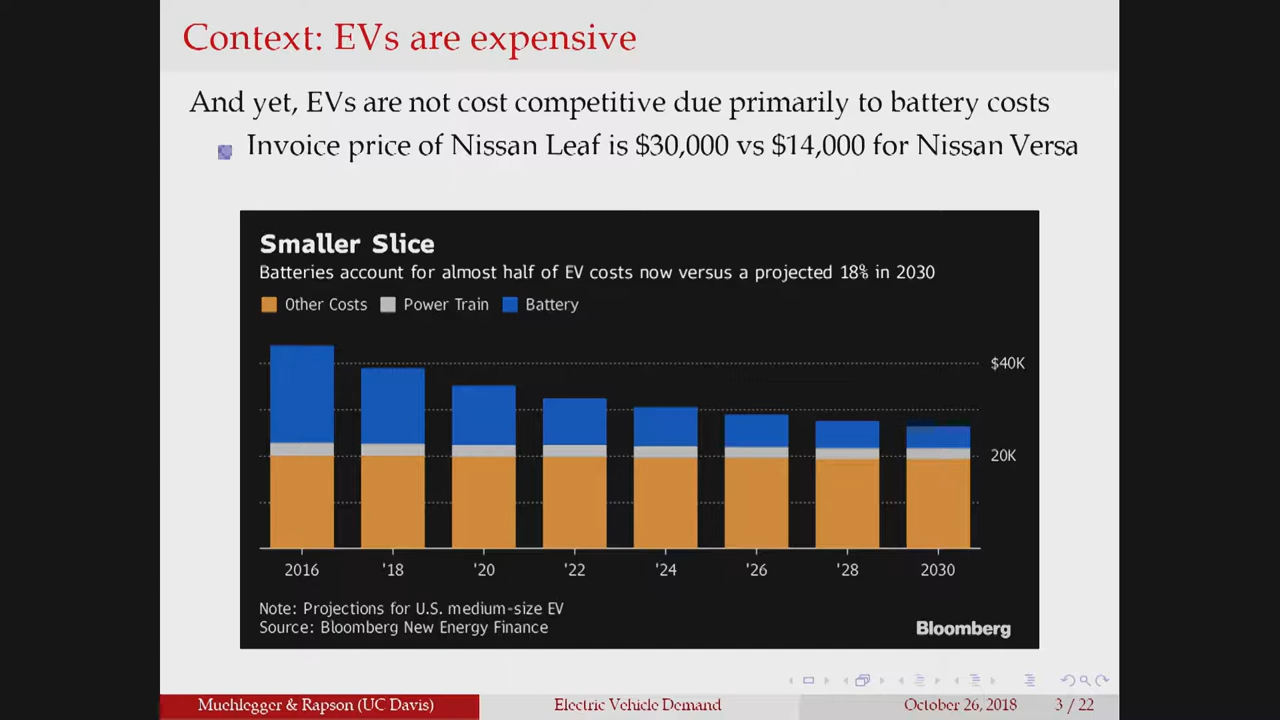 Context: EVs are expensive
And yet, EVs are not cost competitive due primarily to battery costs
Invoice price of Nissan Leaf is $30,000 vs $14,000 for Nissan Versa
Smaller Slice
Batteries account for almost half of EV costs now versus a projected 18% in 2030
Other Costs Power Train Battery
$40K
20K
2016 '18 '20 '22 '24 '26 '28 2030
Note: Projections for U.S. medium-size EV
Source: Bloomberg New Energy Finance
Bloomberg
Muehlegger & Rapson (UC Davis) Electric Vehicle Demand October 26, 2018 3 / 22